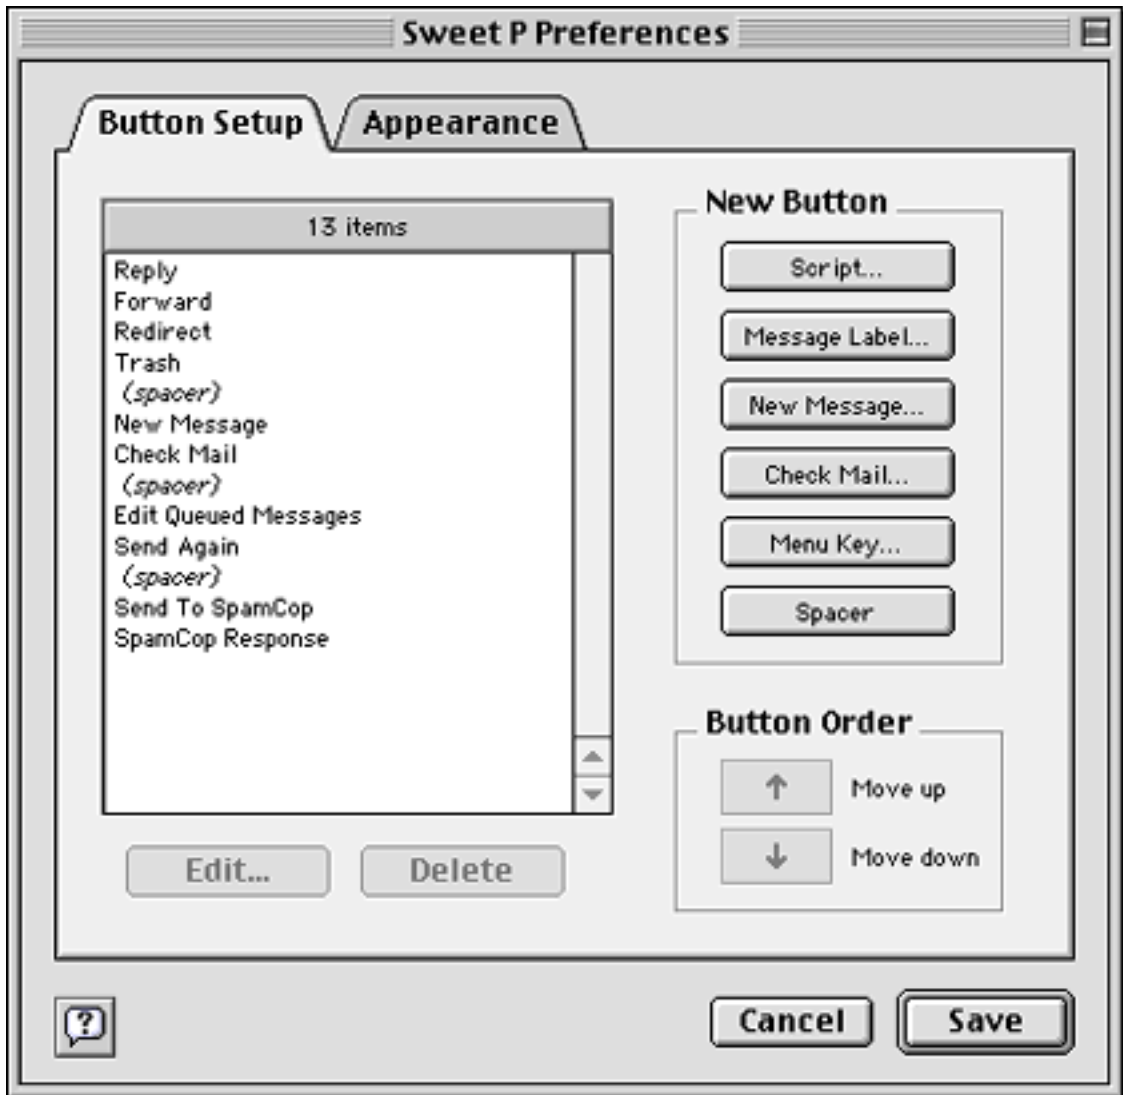 Sweet P Preferences
Button Setup
Appearance
13 items
Reply
Forward
Redirect
Trash
(spacer)
New Message
Check Mail
(spacer)
Edit Queued Messages
Send Again
(spacer)
Send To SpamCop
SpamCop Response
Edit...
Delete
New Button
Script...
Message Label...
New Message...
Check Mail...
Menu Key...
Spacer
Button Order
Move up
Move down
?
Cancel
Save